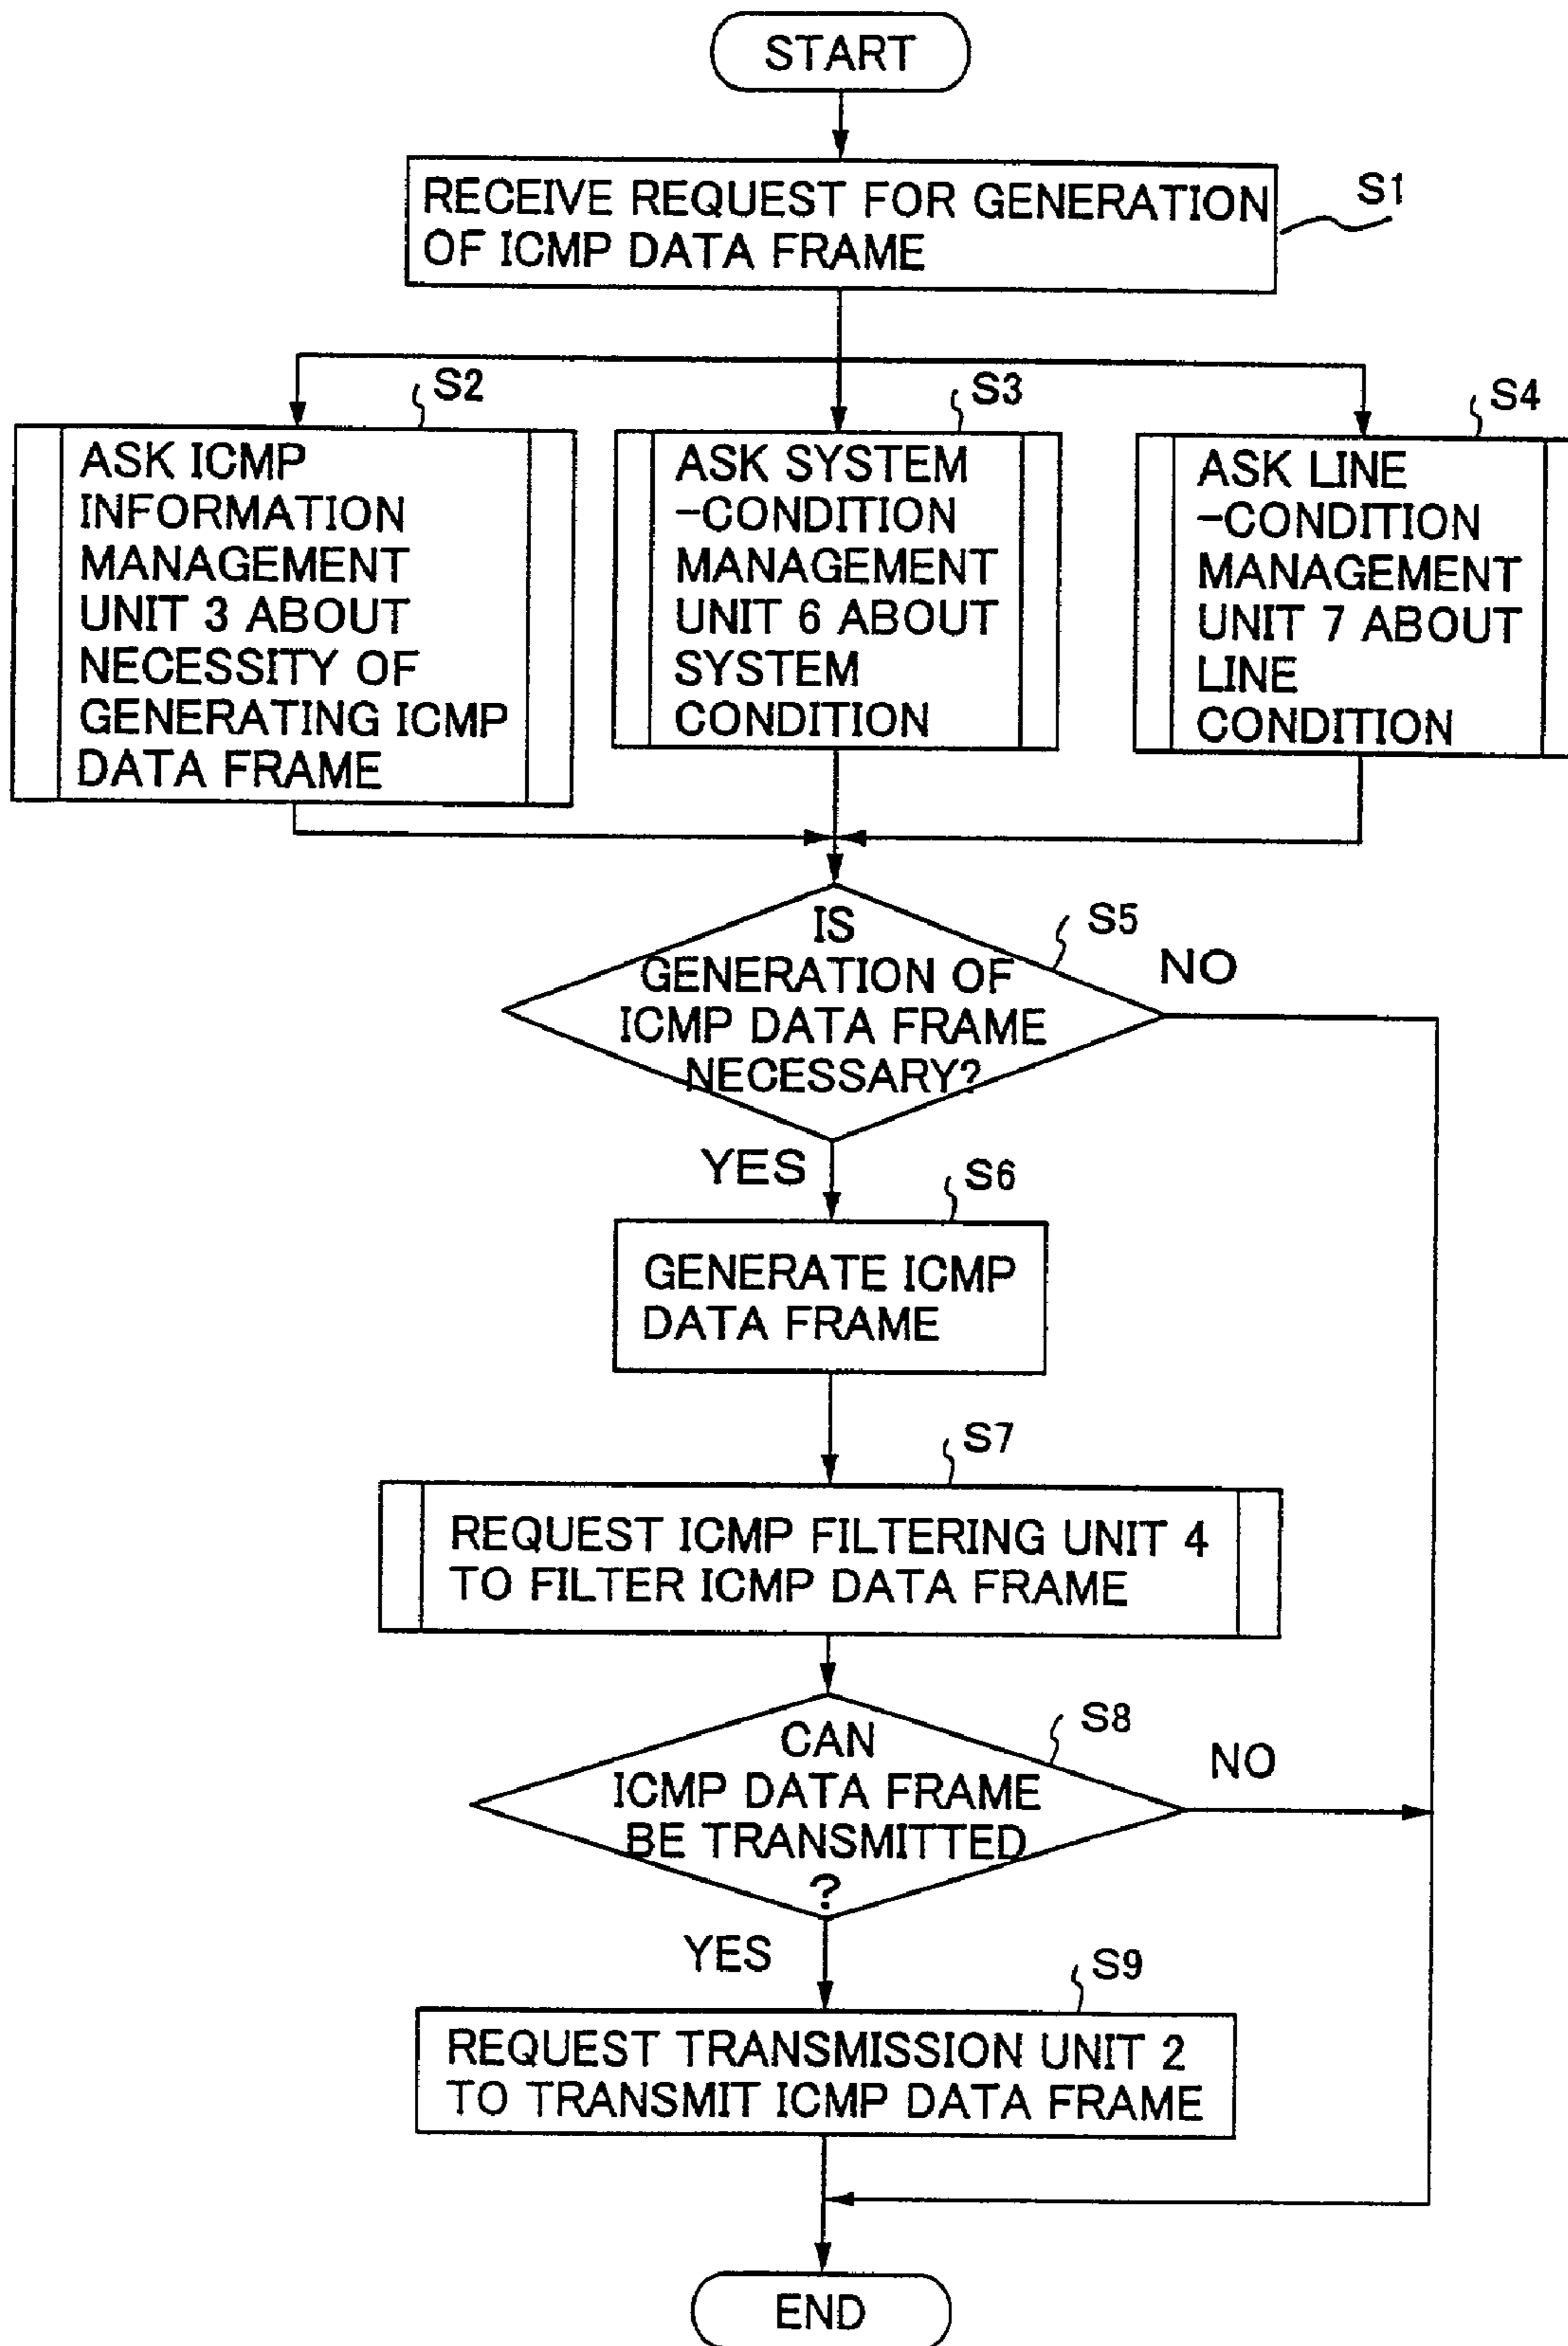 START
RECEIVE REQUEST FOR GENERATION
OF ICMP DATA FRAME
S1
S2
ASK ICMP
INFORMATION
MANAGEMENT
UNIT 3 ABOUT
NECESSITY OF
GENERATING ICMP
DATA FRAME
S3
ASK SYSTEM
-CONDITION
MANAGEMENT
UNIT 6 ABOUT
SYSTEM
CONDITION
S4
ASK LINE
-CONDITION
MANAGEMENT
UNIT 7 ABOUT
LINE
CONDITION
S5
IS
GENERATION OF
ICMP DATA FRAME
NECESSARY?
NO
YES
S6
GENERATE ICMP
DATA FRAME
S7
REQUEST ICMP FILTERING UNIT 4
TO FILTER ICMP DATA FRAME
S8
CAN
ICMP DATA FRAME
BE TRANSMITTED
?
NO
YES
S9
REQUEST TRANSMISSION UNIT 2
TO TRANSMIT ICMP DATA FRAME
END